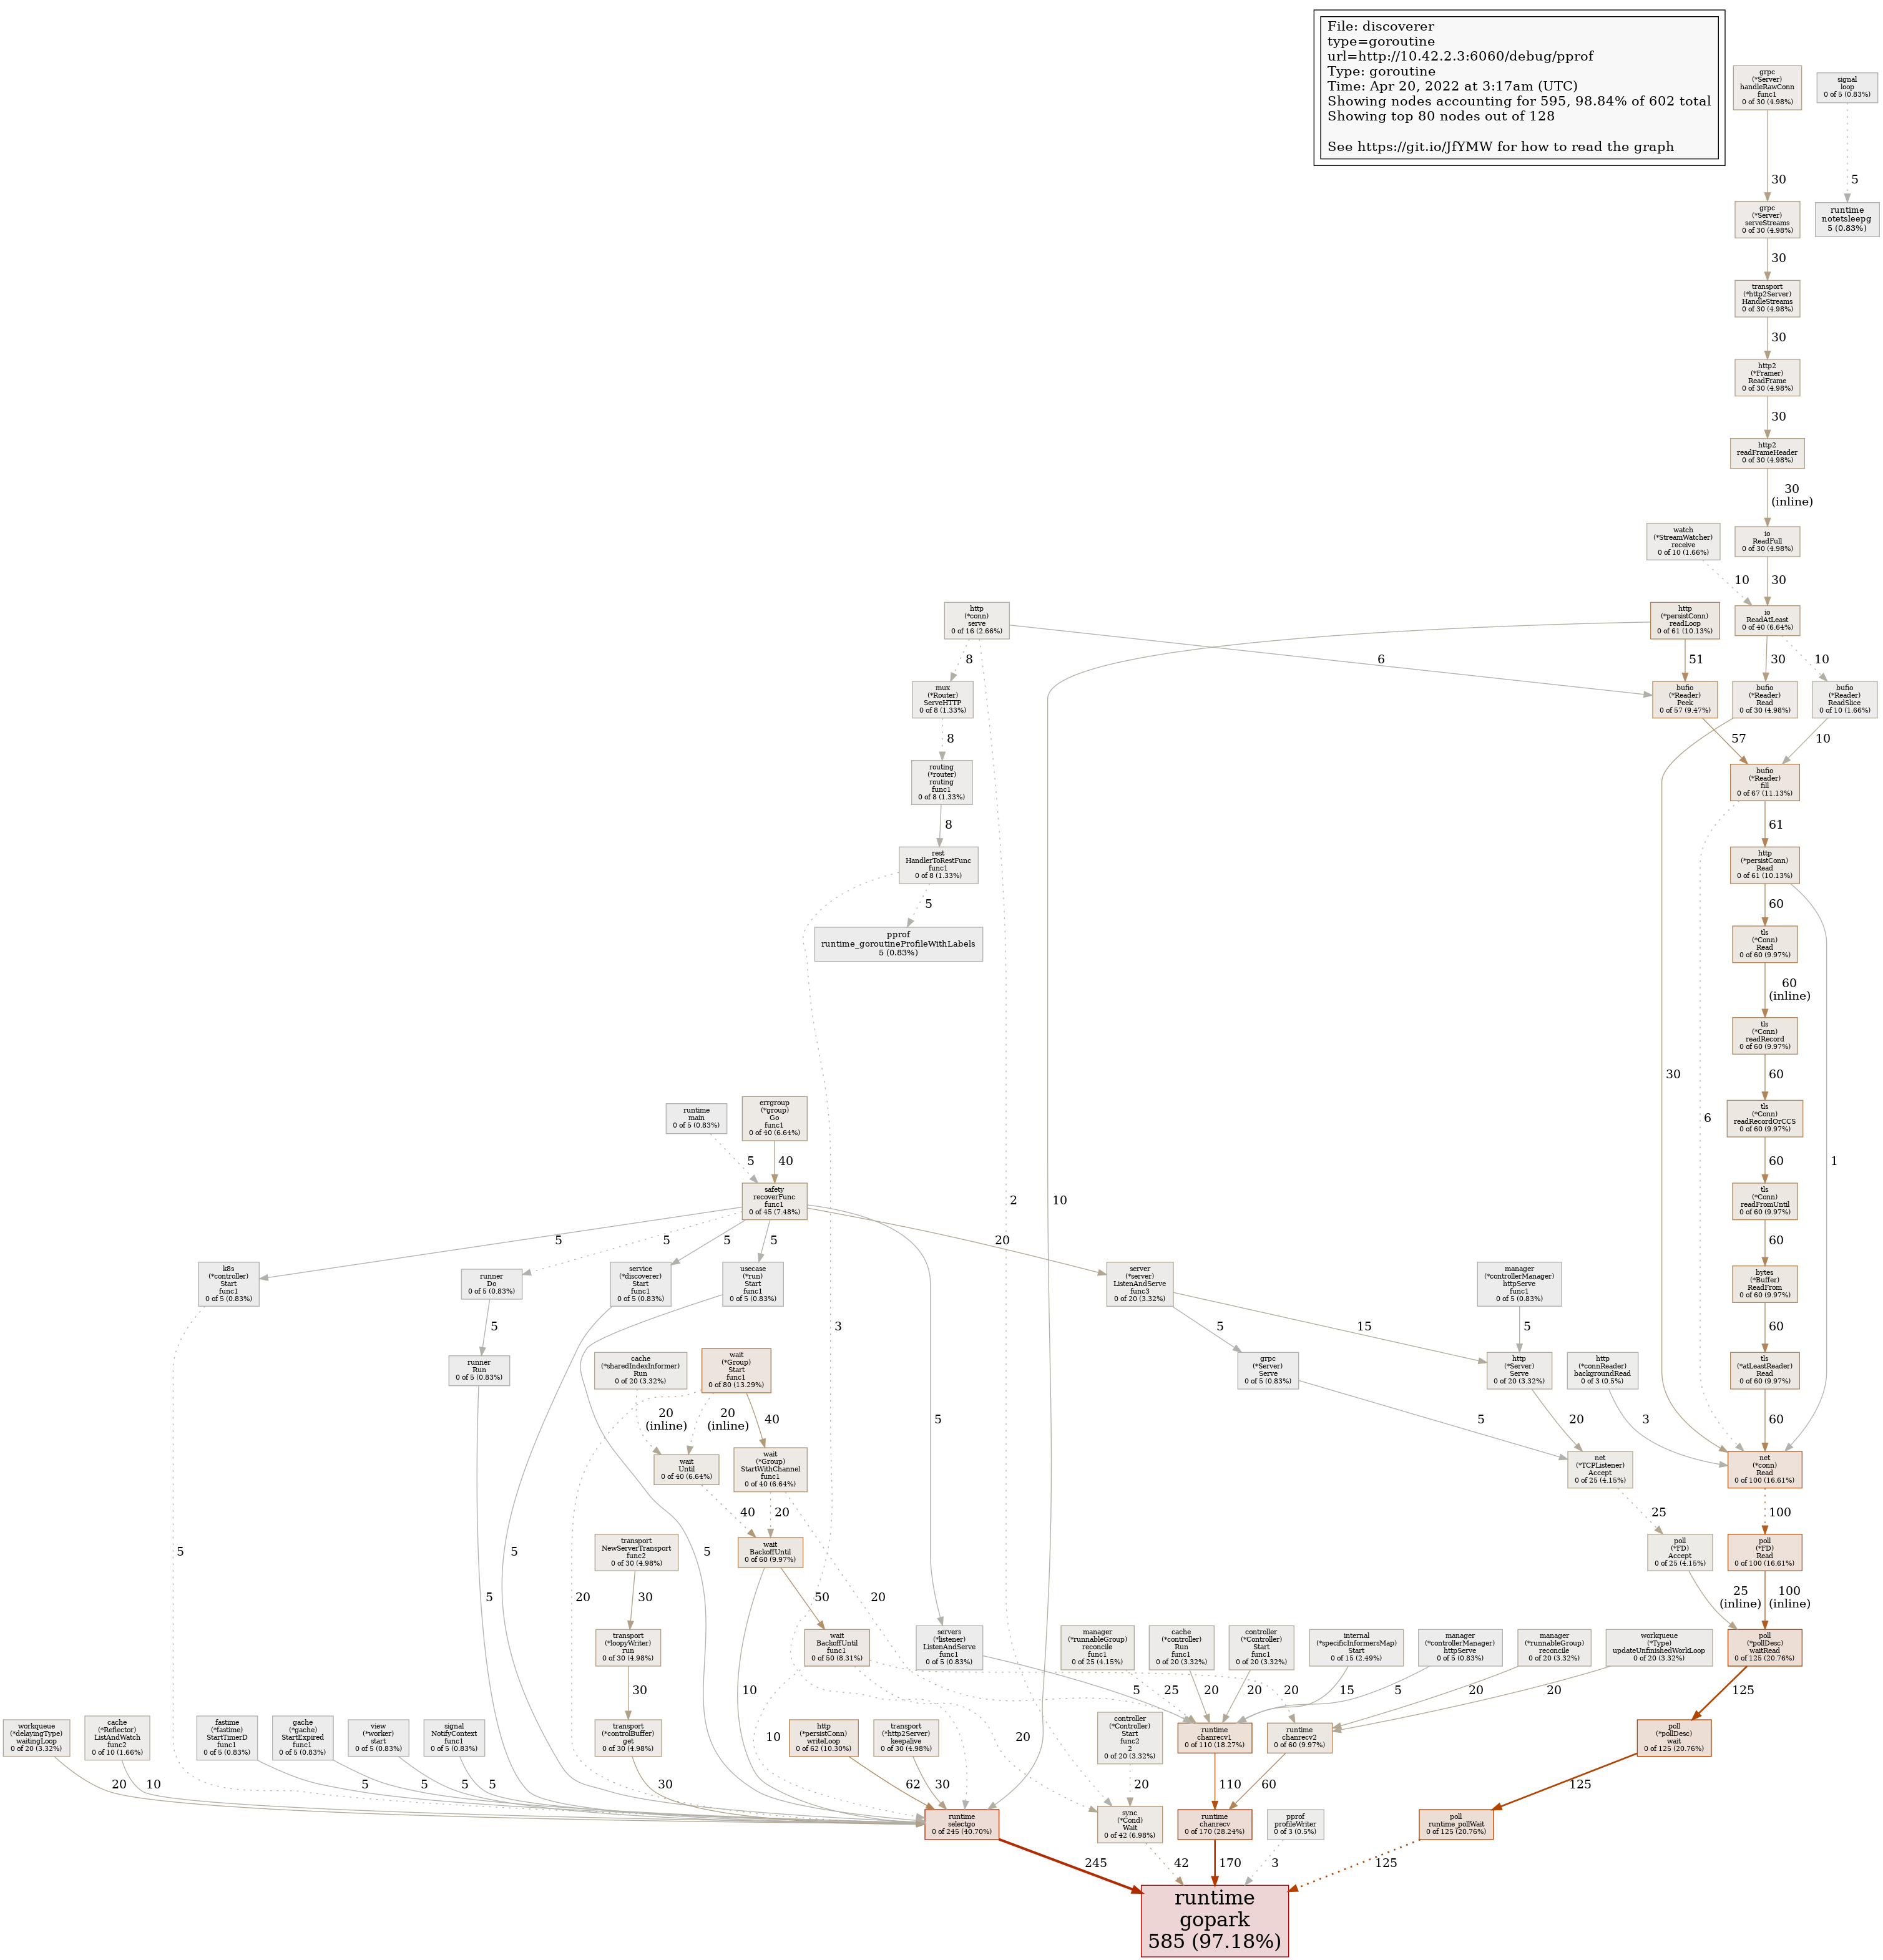 File: discoverer
type=goroutine
url=http://10.42.2.3:6060/debug/pprof
Type: goroutine
Time: Apr 20, 2022 at 3:17am (UTC)
Showing nodes accounting for 595, 98.84% of 602 total
Showing top 80 nodes out of 128
See https://git.io/JfYMW for how to read the graph
grpc
(*Server)
handleRawConn
func1
0 of 30 (4.98%)
signal
loop
0 of 5 (0.83%)
30
5
grpc
(*Server)
serveStreams
0 of 30 (4.98%)
runtime
notetsleepg
5 (0.83%)
30
transport
(*http2Server)
HandleStreams
0 of 30 (4.98%)
30
http2
(*Framer)
ReadFrame
0 of 30 (4.98%)
30
http2
readFrameHeader
0 of 30 (4.98%)
30
(inline)
watch
(*StreamWatcher)
receive
0 of 10 (1.66%)
io
ReadFull
0 of 30 (4.98%)
10
30
http
(*conn)
serve
0 of 16 (2.66%)
http
(*persistConn)
readLoop
0 of 61 (10.13%)
io
ReadAtLeast
0 of 40 (6.64%)
8
6
51
30
10
mux
(*Router)
ServeHTTP
0 of 8 (1.33%)
bufio
(*Reader)
Peek
0 of 57 (9.47%)
bufio
(*Reader)
Read
0 of 30 (4.98%)
bufio
(*Reader)
ReadSlice
0 of 10 (1.66%)
8
57
10
routing
(*router)
routing
func1
0 of 8 (1.33%)
bufio
(*Reader)
fill
0 of 67 (11.13%)
8
61
rest
HandlerToRestFunc
func1
0 of 8 (1.33%)
http
(*persistConn)
Read
0 of 61 (10.13%)
5
60
pprof
runtime_goroutineProfileWithLabels
5 (0.83%)
tls
(*Conn)
Read
0 of 60 (9.97%)
60
(inline)
tls
(*Conn)
readRecord
0 of 60 (9.97%)
30
60
runtime
main
0 of 5 (0.83%)
errgroup
(*group)
Go
func1
0 of 40 (6.64%)
6
tls
(*Conn)
readRecordOrCCS
0 of 60 (9.97%)
5
40
60
1
safety
recoverFunc
func1
0 of 45 (7.48%)
2
10
tls
(*Conn)
readFromUntil
0 of 60 (9.97%)
5
5
5
5
20
60
k8s
(*controller)
Start
func1
0 of 5 (0.83%)
runner
Do
0 of 5 (0.83%)
service
(*discoverer)
Start
func1
0 of 5 (0.83%)
usecase
(*run)
Start
func1
0 of 5 (0.83%)
server
(*server)
ListenAndServe
func3
0 of 20 (3.32%)
manager
(*controllerManager)
httpServe
func1
0 of 5 (0.83%)
bytes
(*Buffer)
ReadFrom
0 of 60 (9.97%)
5
3
5
15
5
60
runner
Run
0 of 5 (0.83%)
cache
(*sharedIndexInformer)
Run
0 of 20 (3.32%)
wait
(*Group)
Start
func1
0 of 80 (13.29%)
grpc
(*Server)
Serve
0 of 5 (0.83%)
http
(*Server)
Serve
0 of 20 (3.32%)
http
(*connReader)
backgroundRead
0 of 3 (0.5%)
tls
(*atLeastReader)
Read
0 of 60 (9.97%)
20
(inline)
20
(inline)
40
5
5
20
3
60
wait
Until
0 of 40 (6.64%)
wait
(*Group)
StartWithChannel
func1
0 of 40 (6.64%)
net
(*TCPListener)
Accept
0 of 25 (4.15%)
net
(*conn)
Read
0 of 100 (16.61%)
40
20
25
100
5
5
5
transport
NewServerTransport
func2
0 of 30 (4.98%)
wait
BackoffUntil
0 of 60 (9.97%)
poll
(*FD)
Accept
0 of 25 (4.15%)
poll
(*FD)
Read
0 of 100 (16.61%)
5
20
30
50
20
25
(inline)
100
(inline)
transport
(*loopyWriter)
run
0 of 30 (4.98%)
wait
BackoffUntil
func1
0 of 50 (8.31%)
servers
(*listener)
ListenAndServe
func1
0 of 5 (0.83%)
manager
(*runnableGroup)
reconcile
func1
0 of 25 (4.15%)
cache
(*controller)
Run
func1
0 of 20 (3.32%)
controller
(*Controller)
Start
func1
0 of 20 (3.32%)
internal
(*specificInformersMap)
Start
0 of 15 (2.49%)
manager
(*controllerManager)
httpServe
0 of 5 (0.83%)
manager
(*runnableGroup)
reconcile
0 of 20 (3.32%)
workqueue
(*Type)
updateUnfinishedWorkLoop
0 of 20 (3.32%)
poll
(*pollDesc)
waitRead
0 of 125 (20.76%)
30
10
5
25
20
20
20
15
5
20
20
125
workqueue
(*delayingType)
waitingLoop
0 of 20 (3.32%)
cache
(*Reflector)
ListAndWatch
func2
0 of 10 (1.66%)
fastime
(*fastime)
StartTimerD
func1
0 of 5 (0.83%)
gache
(*gache)
StartExpired
func1
0 of 5 (0.83%)
view
(*worker)
start
0 of 5 (0.83%)
signal
NotifyContext
func1
0 of 5 (0.83%)
transport
(*controlBuffer)
get
0 of 30 (4.98%)
http
(*persistConn)
writeLoop
0 of 62 (10.30%)
transport
(*http2Server)
keepalive
0 of 30 (4.98%)
controller
(*Controller)
Start
func2
2
0 of 20 (3.32%)
runtime
chanrecv1
0 of 110 (18.27%)
runtime
chanrecv2
0 of 60 (9.97%)
poll
(*pollDesc)
wait
0 of 125 (20.76%)
20
10
5
5
5
5
30
10
62
30
20
20
110
60
125
runtime
selectgo
0 of 245 (40.70%)
sync
(*Cond)
Wait
0 of 42 (6.98%)
runtime
chanrecv
0 of 170 (28.24%)
pprof
profileWriter
0 of 3 (0.5%)
poll
runtime_pollWait
0 of 125 (20.76%)
245
42
170
3
125
runtime
gopark
585 (97.18%)